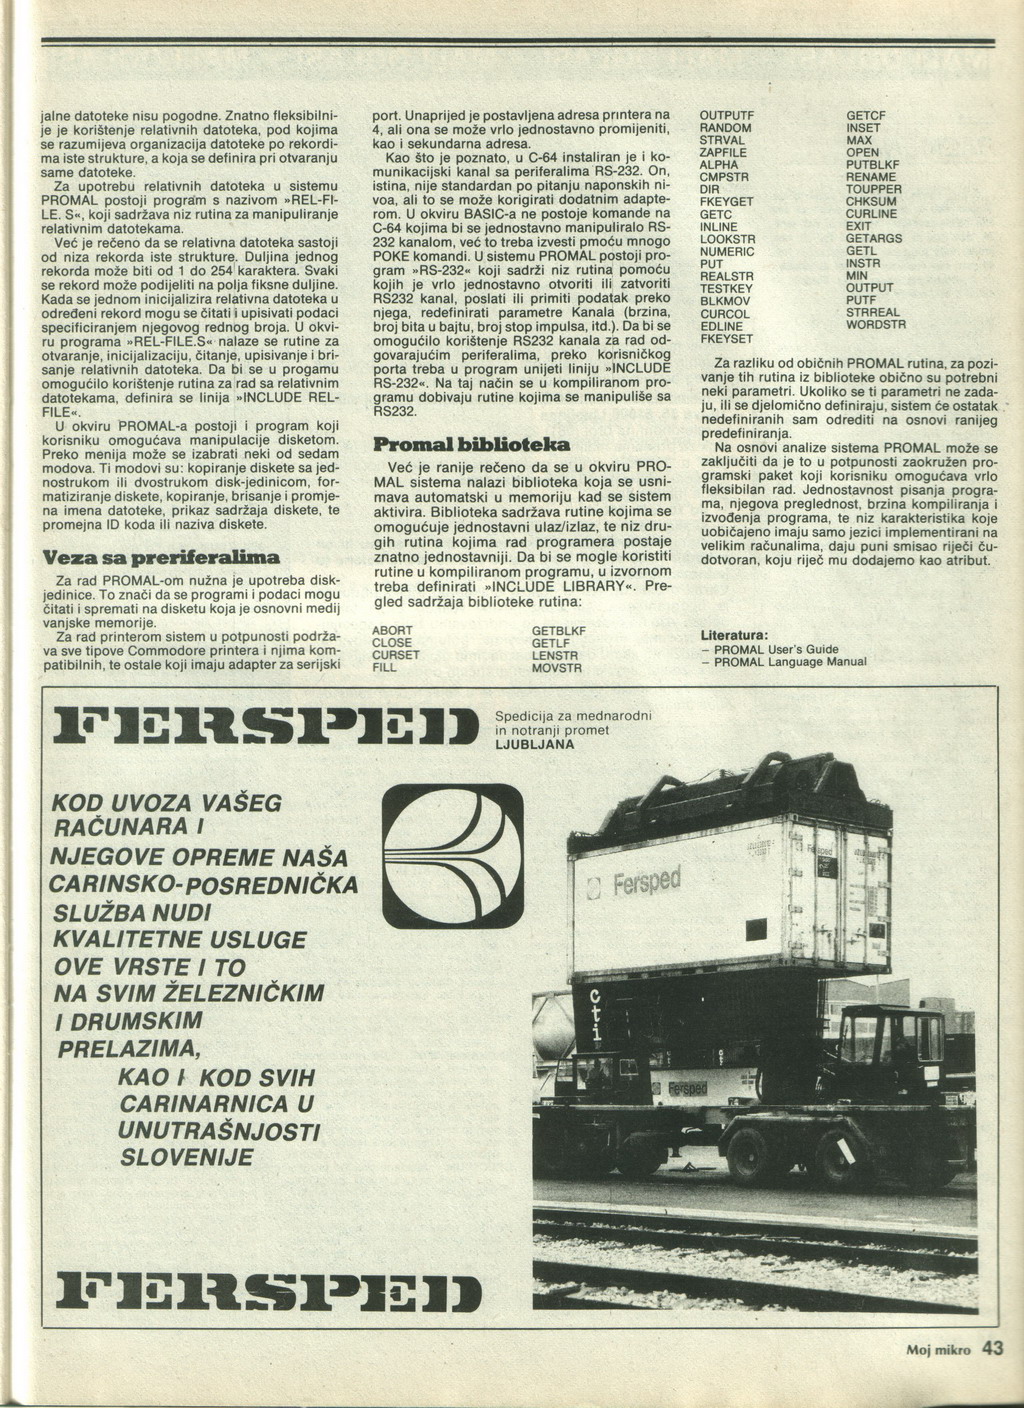 jalne datoteke nisu pogodne. Znatno fleksibilni-
je je korištenje relativnih datoteka, pod kojima
se razumijeva organizacija datoteke po rekordi-
ma iste strukture, a koja se definira pri otvaranju
same datoteke.
Za upotrebu relativnih datoteka u sistemu
PROMAL postoji program s nazivom »REL-FI-
LE. S«, koji sadržava niz rutina za manipuliranje
relativnim datotekama.
Već je rečeno da se relativna datoteka sastoji
od niza rekorda iste strukture. Duljina jednog
rekorda može biti od 1 do 254 karaktera. Svaki
se rekord može podijeliti na polja fiksne duljine.
Kada se jednom inicijalizira relativna datoteka u
određeni rekord mogu se čitati i upisivati podaci
specificiranjem njegovog rednog broja. U okvi-
ru programa »REL-FILE.S« nalaze se rutine za
otvaranje, inicijalizaciju, čitanje, upisivanje i bri-
sanje relativnih datoteka. Da bi se u progamu
omogućilo korištenje rutina za rad sa relativnim
datotekama, definira se linija »INCLUDE REL-
FILE«.
U okviru PROMAL-a postoji i program koji
korisniku omogućava manipulacije disketom.
Preko menija može se izabrati neki od sedam
modova. Ti modovi su: kopiranje diskete sa jed-
nostrukom ili dvostrukom disk-jedinicom, for-
matiziranje diskete, kopiranje, brisanje i promje-
na imena datoteke, prikaz sadržaja diskete, te
promejna ID koda ili naziva diskete.
Veza sa preriferalima
Za rad PROMAL-om nužna je upotreba disk-
jedinice. To znači da se programi i podaci mogu
čitati i spremati na disketu koja je osnovni medij
vanjske memorije.
Za rad printerom sistem u potpunosti podrža-
va sve tipove Commodore printera i njima kom-
patibilnih, te ostale koji imaju adapter za serijski
port. Unaprijed je postavljena adresa printera na
4, ali ona se može vrlo jednostavno promijeniti,
kao i sekundarna adresa.
Kao što je poznato, u C-64 instaliran je i ko-
munikacijski kanal sa periferalima RS-232. On,
istina, nije standardan po pitanju naponskih ni-
voa, ali to se može korigirati dodatnim adapte-
rom. U okviru BASIC-a ne postoje komande na
C-64 kojima bi se jednostavno manipuliralo RS-
232 kanalom, već to treba izvesti pmoću mnogo
POKE komandi. U sistemu PROMAL postoji pro-
gram »RS-232« koji sadrži niz rutina pomoću
kojih je vrlo jednostavno otvoriti ili zatvoriti
RS232 kanal, poslati ili primiti podatak preko
njega, redefinirati parametre Kanala (brzina,
broj bita u bajtu, broj stop impulsa, itd.). Da bi se
omogućilo korištenje RS232 kanala za rad od-
govarajućim periferalima, preko korisničkog
porta treba u program unijeti liniju »INCLUDE
RS-232«. Na taj način se u kompiliranom pro-
gramu dobivaju rutine kojima se manipuliše sa
RS232.
Promal biblioteka
Već je ranije rečeno da se u okviru PRO-
MAL sistema nalazi biblioteka koja se usni-
mava automatski u memoriju kad se sistem
aktivira. Biblioteka sadržava rutine kojima se
omogućuje jednostavni ulaz/izlaz, te niz dru-
gih rutina kojima rad programera postaje
znatno jednostavniji. Da bi se mogle koristiti
rutine u kompiliranom programu, u izvornom
treba definirati »INCLUDE LIBRARY«. Pre-
gled sadržaja biblioteke rutina:
ABORT
CLOSE
CURSET
FILL
GETBLKF
GETLF
LENSTR
MOVSTR
OUTPUTF
RANDOM
STRVAL
ZAPFILE
ALPHA
CMPSTR
DIR
FKEYGET
GETC
INLINE
LOOKSTR
NUMERIC
PUT
REALSTR
TESTKEY
BLKMOV
CURCOL
EDLINE
FKEYSET
GETCF
INSET
MAX
OPEN
PUTBLKF
RENAME
TOUPPER
CHKSUM
CURLINE
EXIT
GETARGS
GETL
INSTR
MIN
OUTPUT
PUTF
STRREAL
WORDSTR
Za razliku od običnih PROMAL rutina, za pozi-
vanje tih rutina iz biblioteke obično su potrebni
neki parametri. Ukoliko se ti parametri ne zada-
ju, ili se djelomično definiraju, sistem će ostatak
nedefiniranih sam odrediti na osnovi ranijeg
predefiniranja.
Na osnovi analize sistema PROMAL može se
zaključiti da je to u potpunosti zaokružen pro-
gramski paket koji korisniku omogućava vrlo
fleksibilan rad. Jednostavnost pisanja progra-
ma, njegova preglednost, brzina kompiliranja i
izvođenja programa, te niz karakteristika koje
uobičajeno imaju samo jezici implementirani na
velikim računalima, daju puni smisao riječi ču-
dotvoran, koju riječ mu dodajemo kao atribut.
Literatura:
– PROMAL User's Guide
– PROMAL Language Manual
FERSPED
Spedicija za mednarodni
in notranji promet
LJUBLJANA
KOD UVOZA VAŠEG
RAČUNARA I
NJEGOVE OPREME NAŠA
CARINSKO-POSREDNIČKA
SLUŽBA NUDI
KVALITETNE USLUGE
OVE VRSTE I TO
NA SVIM ŽELEZNIČKIM
I DRUMSKIM
PRELAZIMA,
KAO I KOD SVIH
CARINARNICA U
UNUTRAŠNJOSTI
SLOVENIJE
Fersped
Fersped
cti
Fersped
FERSPED
Moj mikro 43